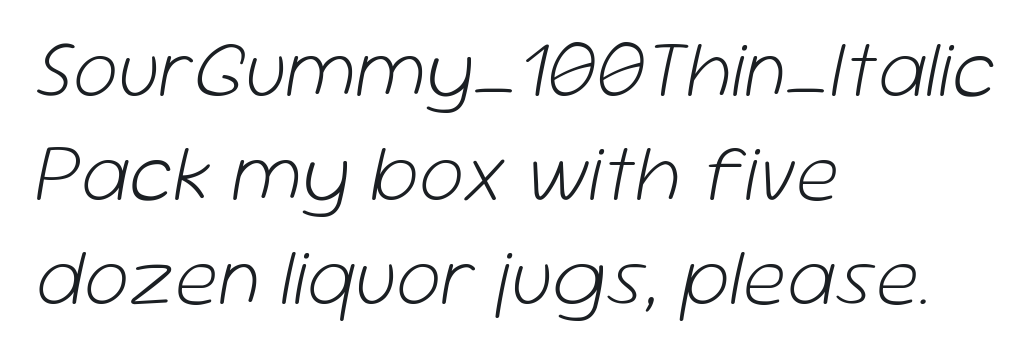 SourGummy_100Thin_Italic
Pack my box with five
dozen liquor jugs, please.